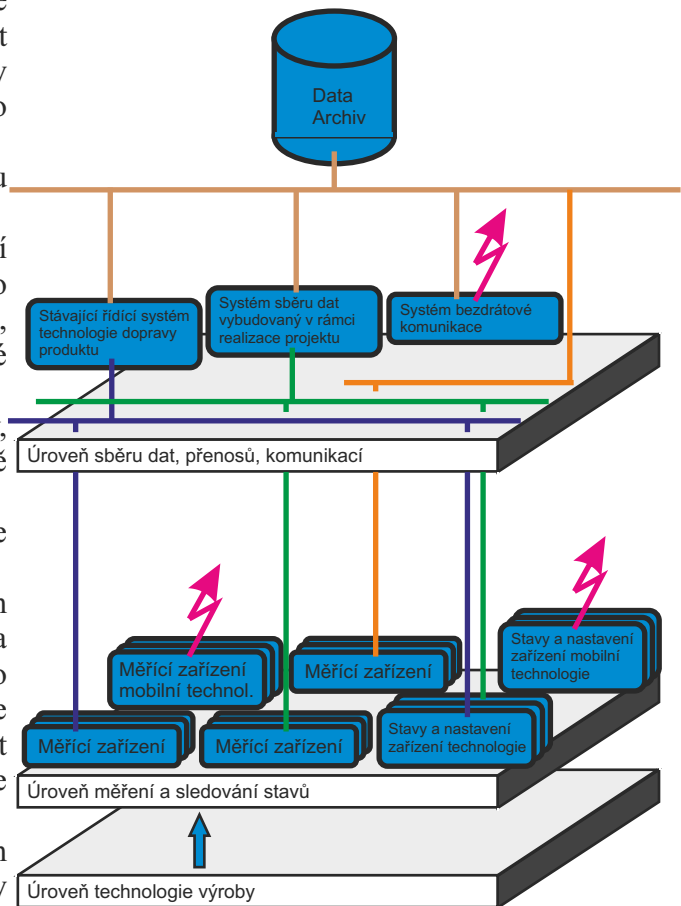 e
t
y
o
Data
Archiv
u
í
o
,
é
Stávající řídící systém
technologie dopravy
produktu
Systém sběru dat
vybudovaný v rámci
realizace projektu
Systém bezdrátové
komunikace
,
ě
Úroveň sběru dat, přenosů, komunikací
e
n
a
o
e
t
e
Měřící zařízení
mobilní technol.
Měřící zařízení
Stavy a nastavení
zařízení mobilní
technologie
Měřící zařízení
Měřící zařízení
Stavy a nastavení
zařízení technologie
Úroveň měření a sledování stavů
n
y
Úroveň technologie výroby